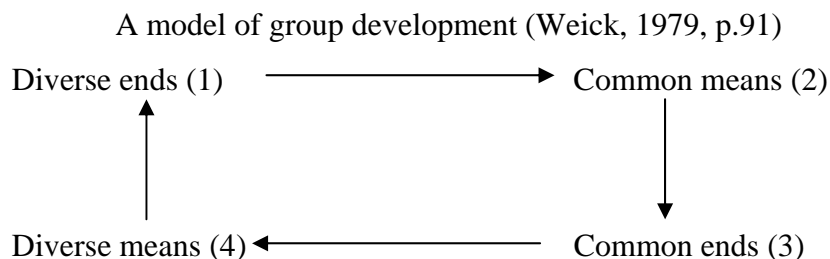 A model of group development (Weick, 1979, p.91)
Diverse ends (1) Common means (2)
Diverse means (4) Common ends (3)